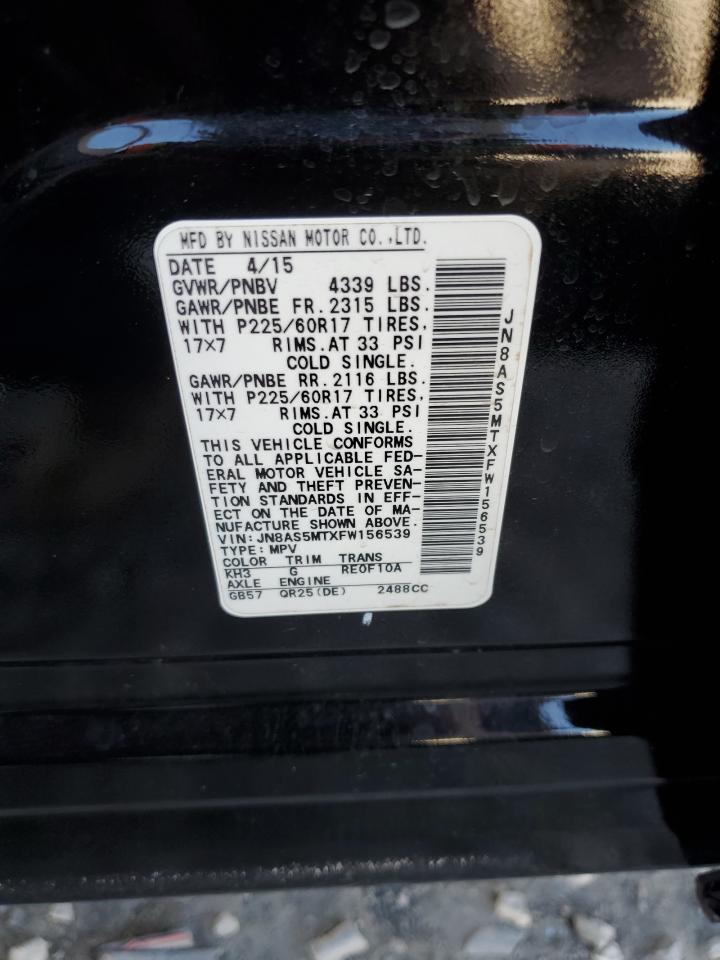 MFD BY NISSAN MOTOR CO.,LTD.
DATE 4/15
GVWR/PNBV 4339 LBS.
GAWR/PNBE FR. 2315 LBS.
WITH P225/60R17 TIRES,
17×7 RIMS. AT 33 PSI
COLD SINGLE.
GAWR/PNBE RR. 2116 LBS.
WITH P225/60R17 TIRES,
17×7 RIMS. AT 33 PSI
COLD SINGLE.
THIS VEHICLE CONFORMS
TO ALL APPLICABLE FED-
ERAL MOTOR VEHICLE SA-
FETY AND THEFT PREVEN-
TION STANDARDS IN EFF-
ECT ON THE DATE OF MA-
NUFACTURE SHOWN ABOVE.
VIN: JN8AS5MTXFW156539
TYPE: MPV
COLOR TRIM TRANS
KH3 G RE0F10A
AXLE ENGINE
GB57 QR25(DE) 2488CC
JN8AS5MTXFW156539